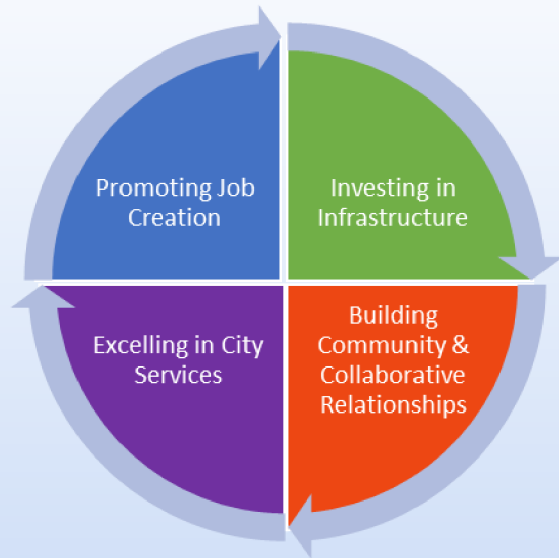 Promoting Job
Creation
Investing in
Infrastructure
Excelling in City
Services
Building
Community &
Collaborative
Relationships